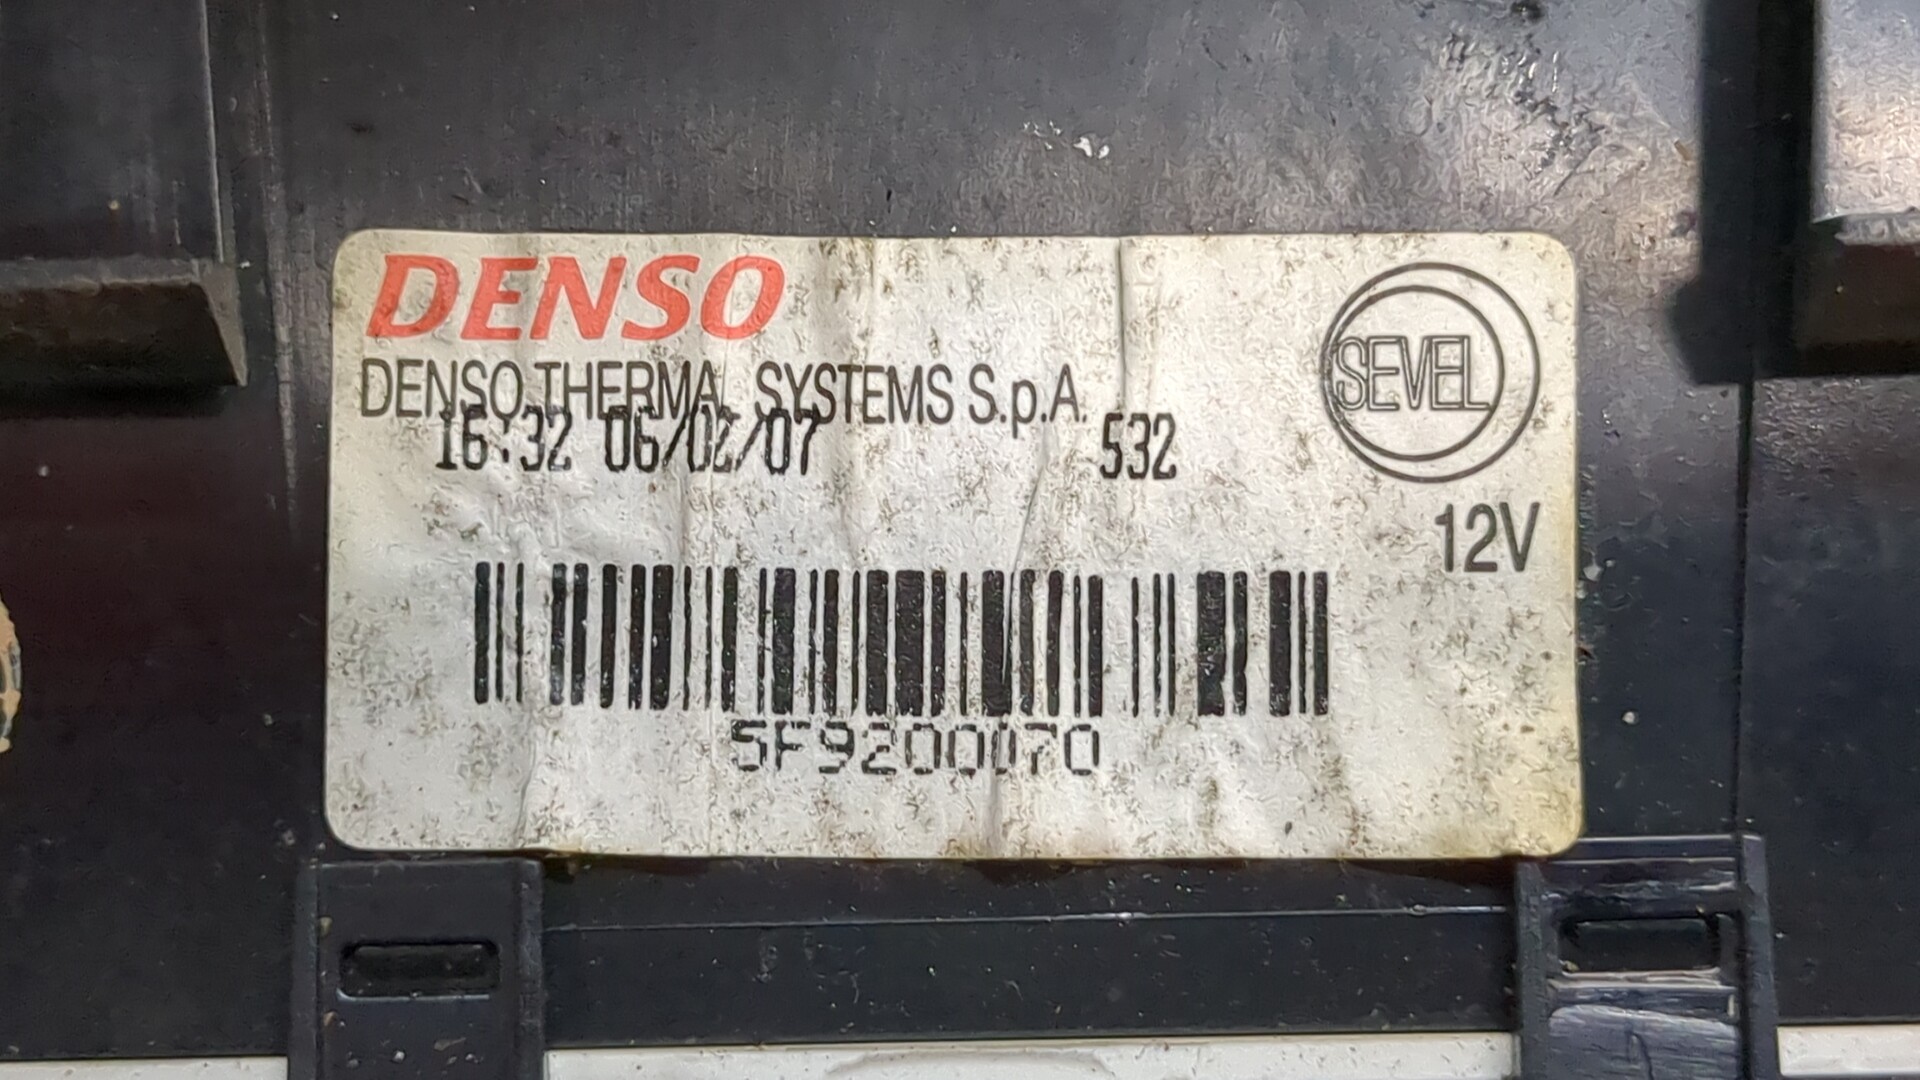 DENSO
DENSO THERMAL SYSTEMS S.p.A.
SEVEL
16:32 06/02/07 532
12V
5F9200070